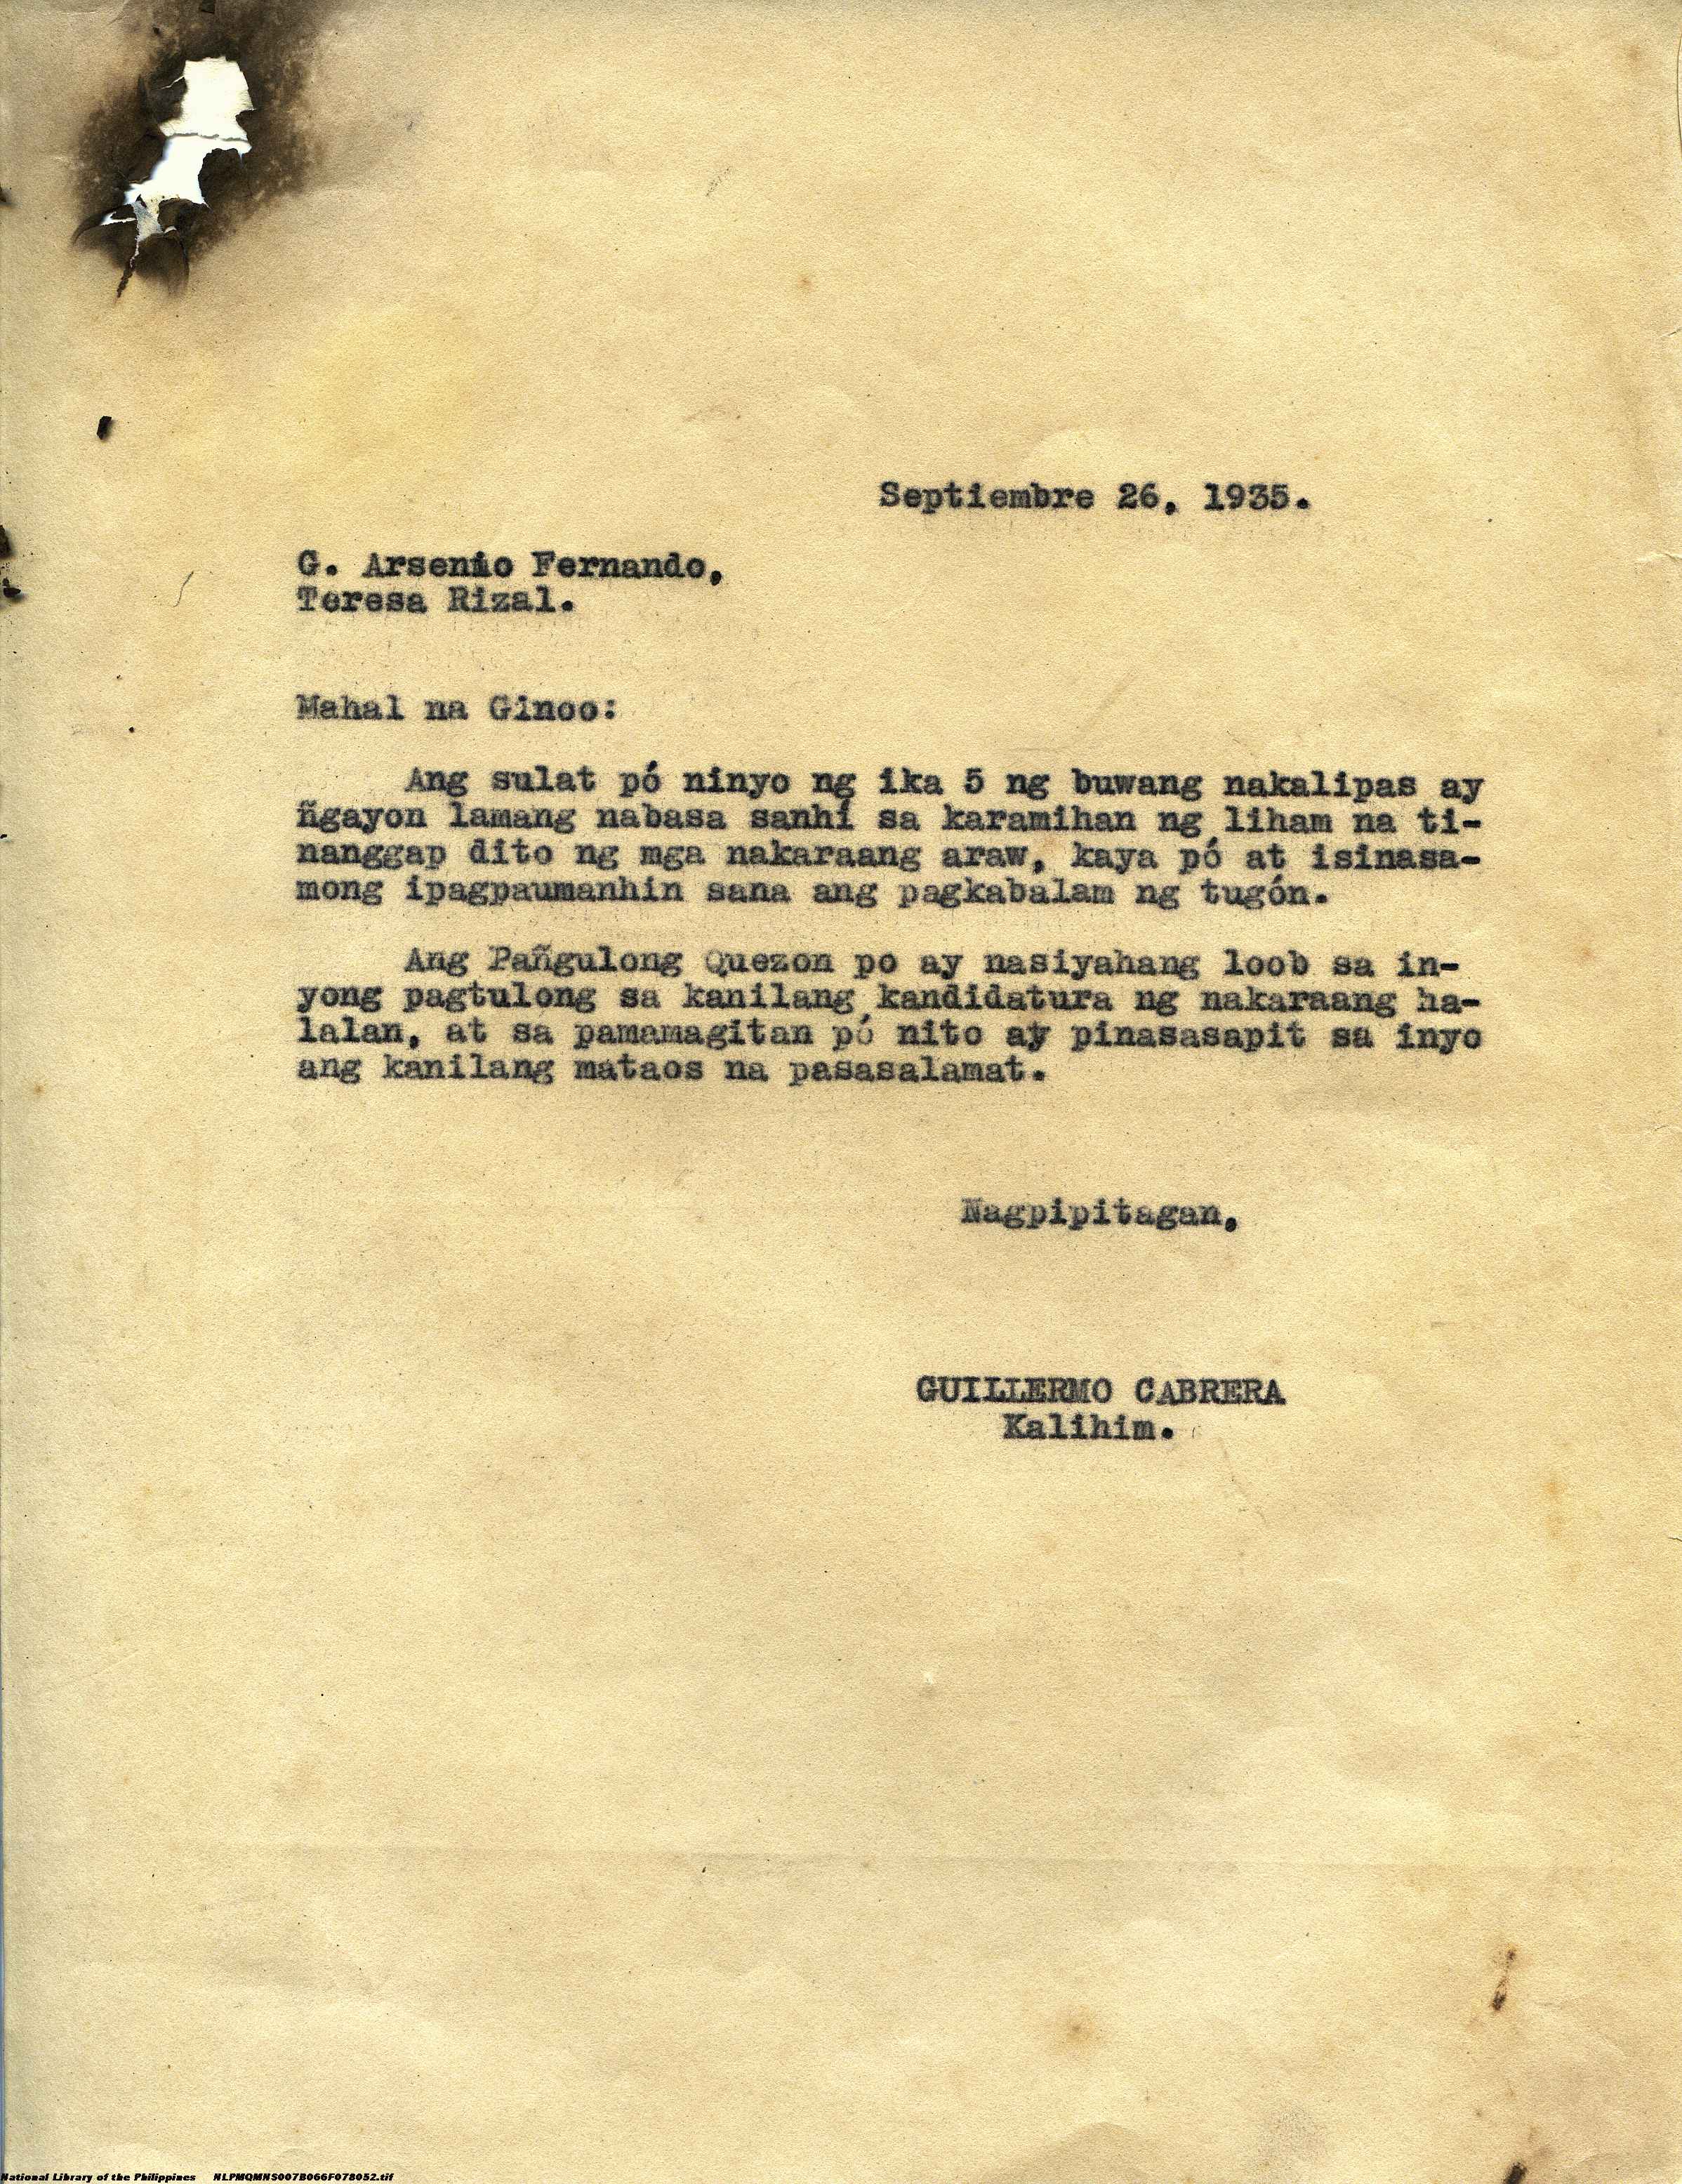 Septiembre 26, 1935.
G. Arsenio Fernando,
Teresa Rizal.
Mahal na Ginoo:
Ang sulat pó ninyo ng ika 5 ng buwang nakalipas ay
ñgayon lamang nabasa sanhí sa karamihan ng liham na ti-
nanggap dito ng mga nakaraang araw, kaya pó at isinasa-
mong ipagpaumanhin sana ang pagkabalam ng tugón.
Ang Pañgulong Quezon po ay nasiyahang loob sa in-
yong pagtulong sa kanilang kandidatura ng nakaraang ha-
lalan, at sa pamamagitan pó nito ay pinasasapit sa inyo
ang kanilang mataos na pasasalamat.
Nagpipitagan,
GUILLERMO CABRERA
Kalihim.
National Library of the Philippines NLPMQMNS007B066F078052.tif